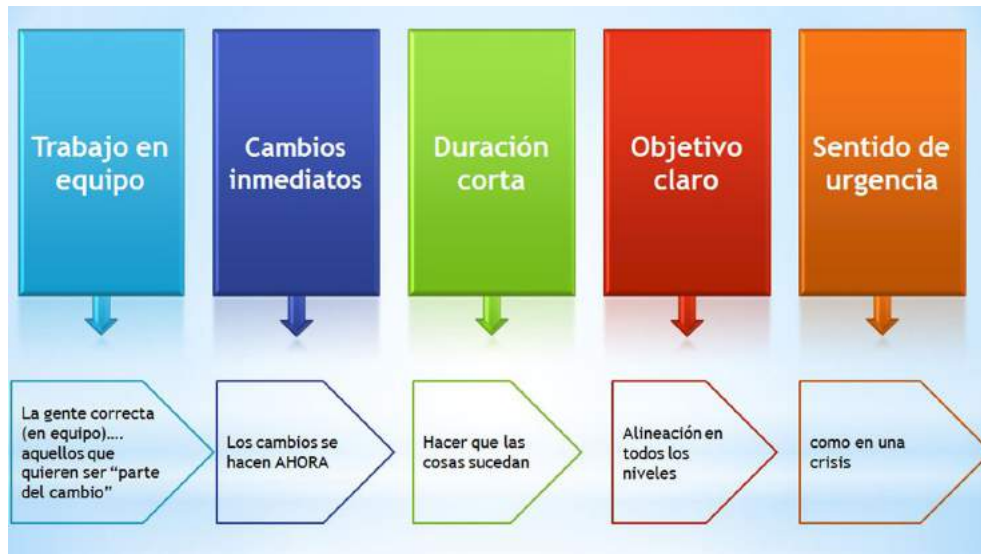 Trabajo en
equipo
Cambios
inmediatos
Duración
corta
Objetivo
claro
Sentido de
urgencia
La gente correcta
(en equipo)....
aquellos que
quieren ser “parte
del cambio”
Los cambios se
hacen AHORA
Hacer que las
cosas sucedan
Alineación en
todos los
niveles
como en una
crisis